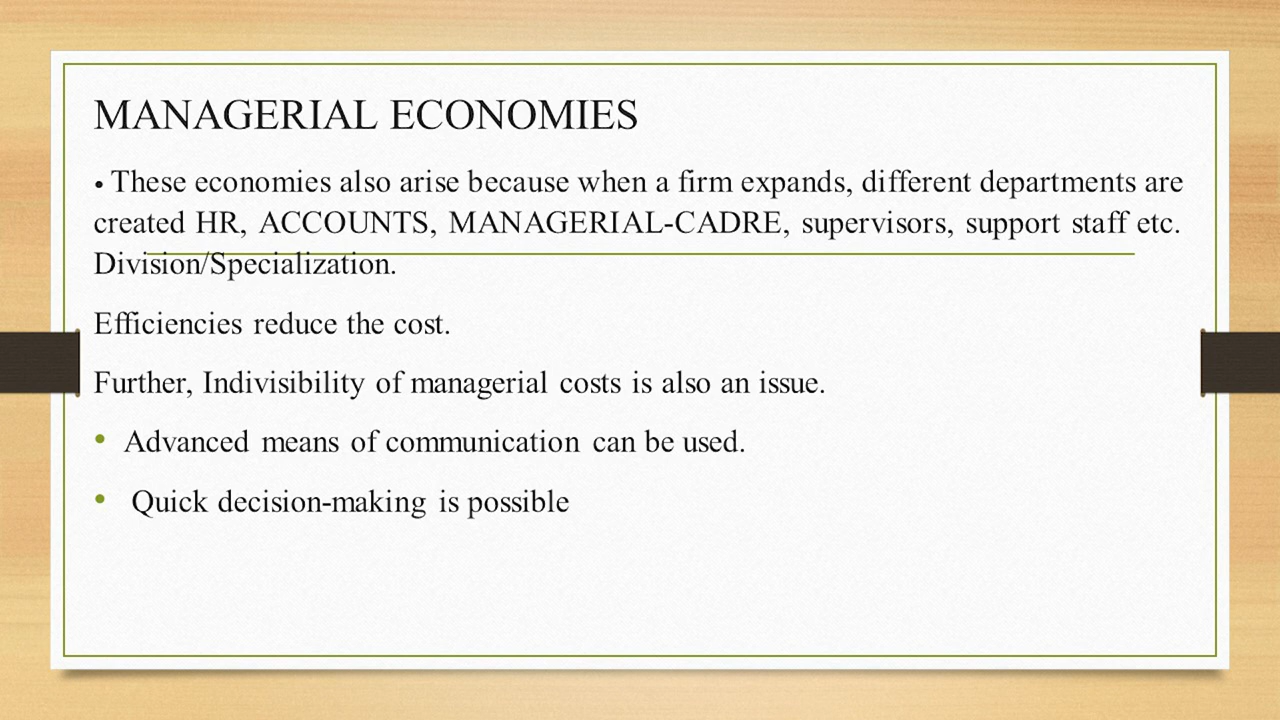 MANAGERIAL ECONOMIES
• These economies also arise because when a firm expands, different departments are
created HR, ACCOUNTS, MANAGERIAL-CADRE, supervisors, support staff etc.
Division/Specialization.
Efficiencies reduce the cost.
Further, Indivisibility of managerial costs is also an issue.
• Advanced means of communication can be used.
• Quick decision-making is possible